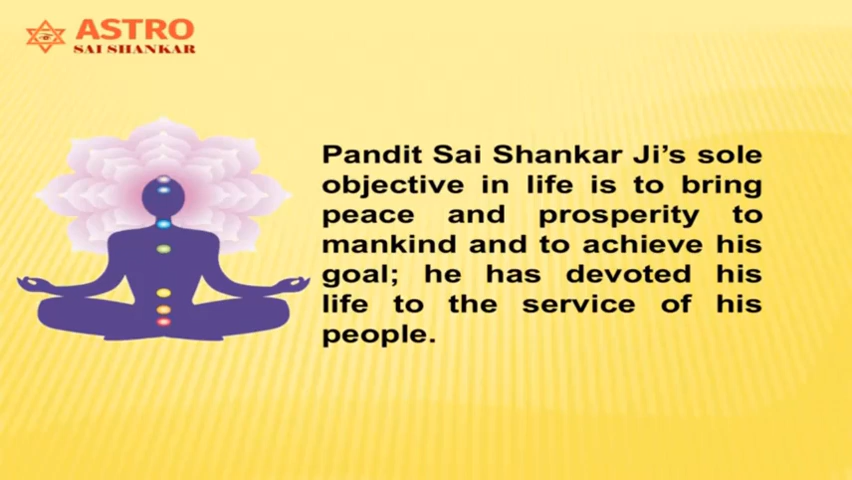 ASTRO
SAI SHANKAR
Pandit Sai Shankar Ji’s sole
objective in life is to bring
peace and prosperity to
mankind and to achieve his
goal; he has devoted his
life to the service of his
people.